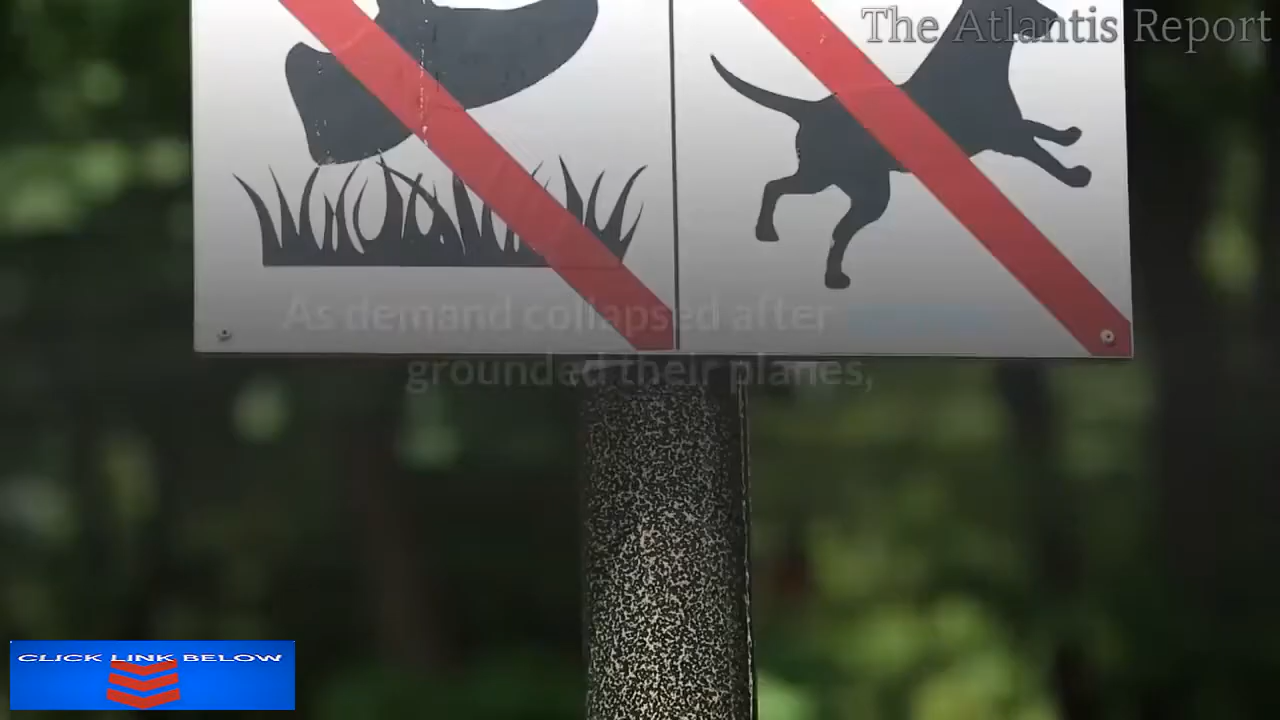 The Atlantis Report
As demand collapsed after
grounded their planes,
CLICK LINK BELOW